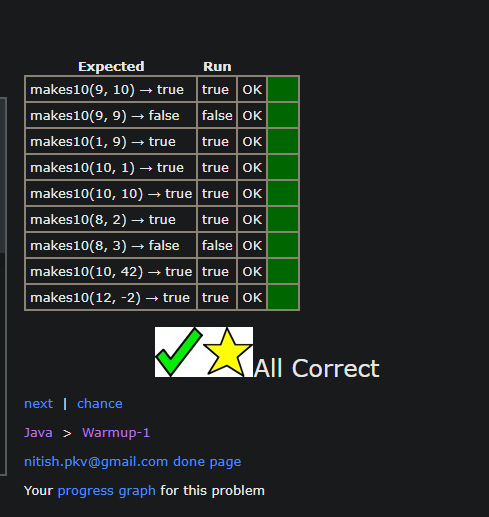 Expected Run
makes10(9, 10) → true true OK
makes10(9, 9) → false false OK
makes10(1, 9) → true true OK
makes10(10, 1) → true true OK
makes10(10, 10) → true true OK
makes10(8, 2) → true true OK
makes10(8, 3) → false false OK
makes10(10, 42) → true true OK
makes10(12, -2) → true true OK
All Correct
next | chance
Java > Warmup-1
nitish.pkv@gmail.com done page
Your progress graph for this problem